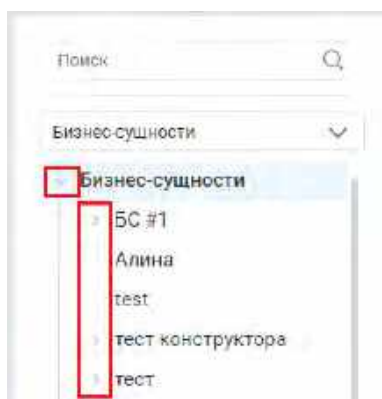 Поиск
Бизнес-сущности
Бизнес-сущности
БС #1
Алина
test
тест конструктора
тест